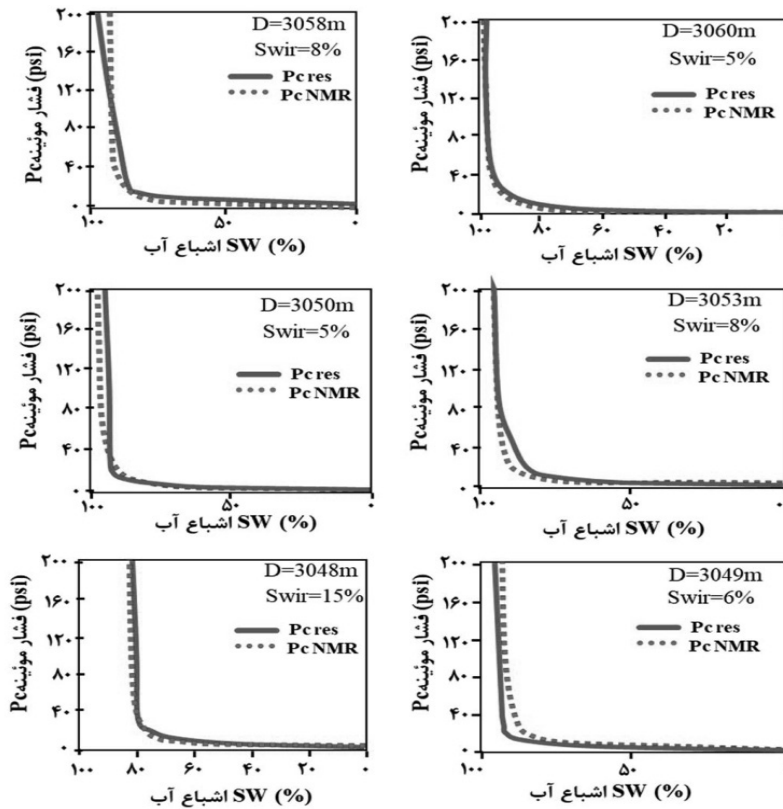 ۲۰۰
۱۶۰
۱۲۰
۸۰
۴۰
۰
فشار موئینه Pc (psi)
D=3058m
Swir=8%
Pc res
Pc NMR
۱۰۰ ۵۰ ۰
اشباع آب SW (%)
۲۰۰
۱۶۰
۱۲۰
۸۰
۴۰
۰
فشار موئینه Pc (psi)
D=3060m
Swir=5%
Pc res
Pc NMR
۱۰۰ ۸۰ ۶۰ ۴۰ ۲۰ ۰
اشباع آب SW (%)
۲۰۰
۱۶۰
۱۲۰
۸۰
۴۰
۰
فشار موئینه Pc (psi)
D=3050m
Swir=5%
Pc res
Pc NMR
۱۰۰ ۵۰ ۰
اشباع آب SW (%)
۲۰۰
۱۶۰
۱۲۰
۸۰
۴۰
۰
فشار موئینه Pc (psi)
D=3053m
Swir=8%
Pc res
Pc NMR
۱۰۰ ۵۰
اشباع آب SW (%)
۲۰۰
۱۶۰
۱۲۰
۸۰
۴۰
۰
فشار موئینه Pc (psi)
D=3048m
Swir=15%
Pc res
Pc NMR
۱۰۰ ۸۰ ۶۰ ۴۰ ۲۰ ۰
اشباع آب SW (%)
۲۰۰
۱۶۰
۱۲۰
۸۰
۴۰
۰
فشار موئینه Pc (psi)
D=3049m
Swir=6%
Pc res
Pc NMR
۱۰۰ ۵۰
اشباع آب SW (%)